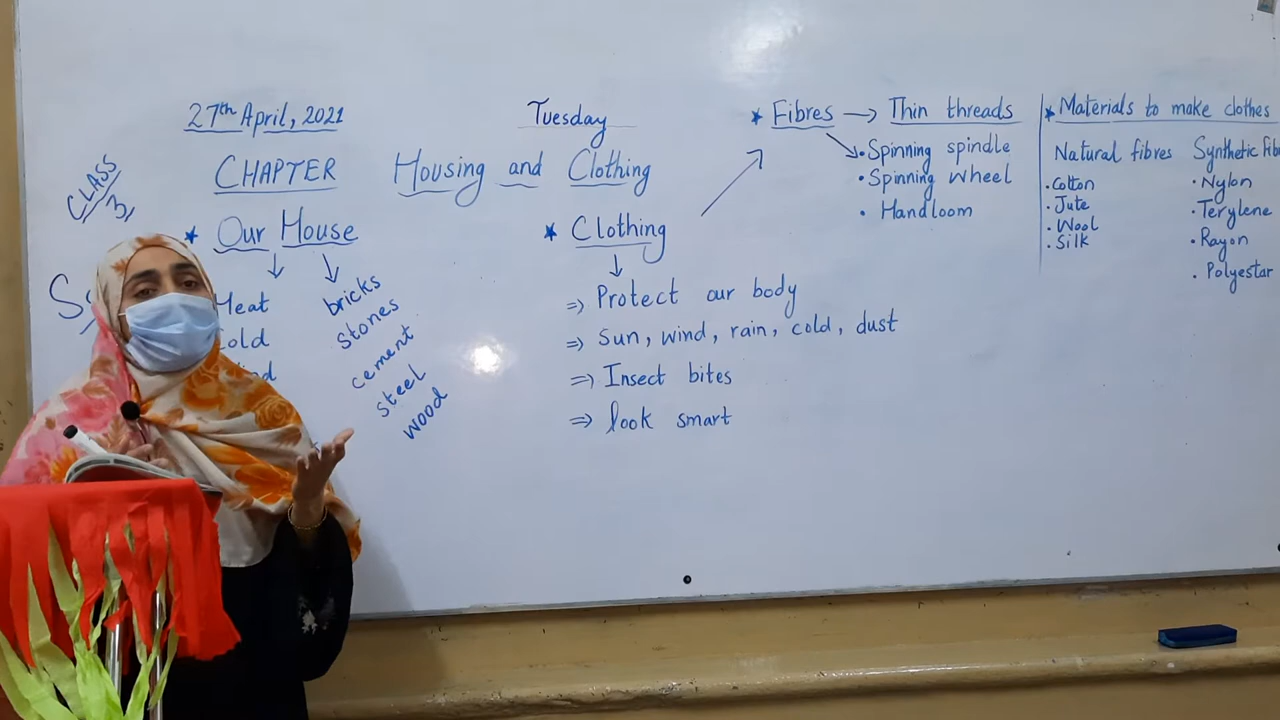 27th April, 2021
Tuesday
CLASS
3
CHAPTER Housing and Clothing
* Our House
Heat
bricks
stones
cement
steel
wood
* Clothing
⇒ Protect our body
⇒ Sun, wind, rain, cold, dust
⇒ Insect bites
⇒ look smart
* Fibres → Thin threads
• Spinning spindle
• Spinning wheel
• Handloom
* Materials to make clothes
Natural fibres
• Cotton
• Jute
• Wool
• Silk
Synthetic
• Nylon
• Terylene
• Rayon
• Polyestar